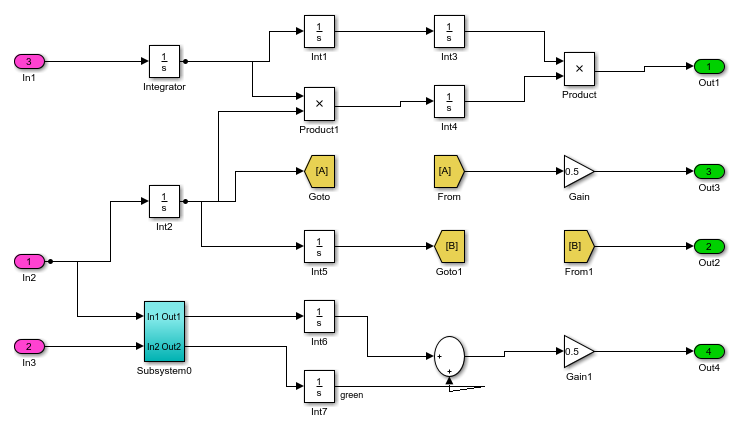 1
s
Int1
1
s
Int3
3
In1
1
s
Integrator
×
Product
1
Out1
×
Product1
1
s
Int4
[A]
Goto
[A]
From
0.5
Gain
3
Out3
1
s
Int2
1
s
Int5
[B]
Goto1
[B]
From1
2
Out2
1
In2
In1 Out1
In2 Out2
Subsystem0
1
s
Int6
2
In3
+
+
0.5
Gain1
4
Out4
1
s
Int7
green